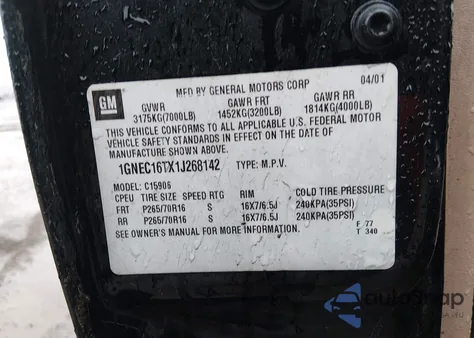 MFD BY GENERAL MOTORS CORP 04/01
GM
GVWR GAWR FRT GAWR RR
3175KG(7000LB) 1452KG(3200LB) 1814KG(4000LB)
THIS VEHICLE CONFORMS TO ALL APPLICABLE U.S. FEDERAL MOTOR
VEHICLE SAFETY STANDARDS IN EFFECT ON THE DATE OF
MANUFACTURE SHOWN ABOVE.
1GNEC16TX1J268142 TYPE: M.P.V.
MODEL: C15906
CPEU TIRE SIZE SPEED RTG RIM COLD TIRE PRESSURE
FRT P265/70R16 S 16X7/6.5J 240KPA(35PSI)
RR P265/70R16 S 16X7/6.5J 240KPA(35PSI)
SEE OWNER'S MANUAL FOR MORE INFORMATION.
F 77
T 340
autoSnap